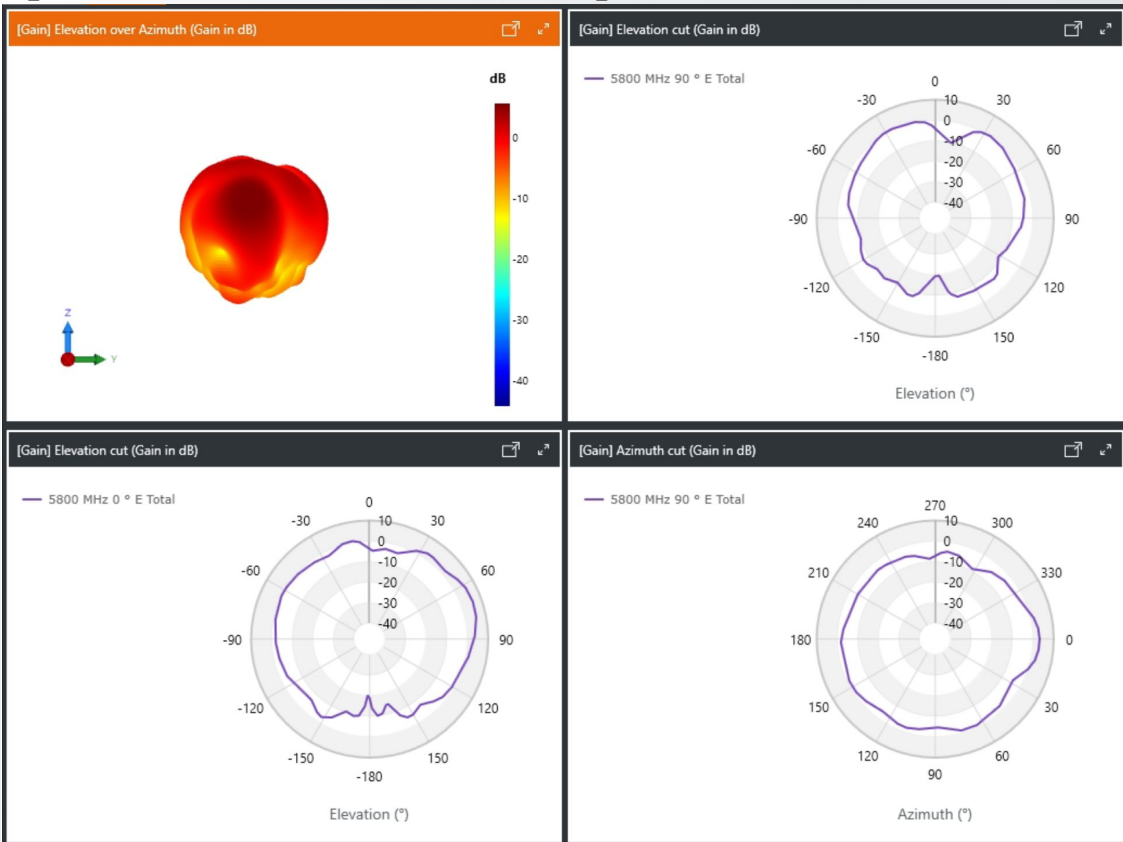 [Gain] Elevation over Azimuth (Gain in dB)
dB
0
-10
-20
-30
-40
Z
Y
[Gain] Elevation cut (Gain in dB)
5800 MHz 90 ° E Total
0
-30 10 30
0
-60 -10 60
-20
-30
-40
-90 90
-120 120
-150 150
-180
Elevation (°)
[Gain] Elevation cut (Gain in dB)
5800 MHz 0 ° E Total
0
-30 10 30
0
-60 -10 60
-20
-30
-40
-90 90
-120 120
-150 150
-180
Elevation (°)
[Gain] Azimuth cut (Gain in dB)
5800 MHz 90 ° E Total
270
240 10 300
0
210 -10 330
-20
-30
-40
180 0
150 30
120 60
90
Azimuth (°)